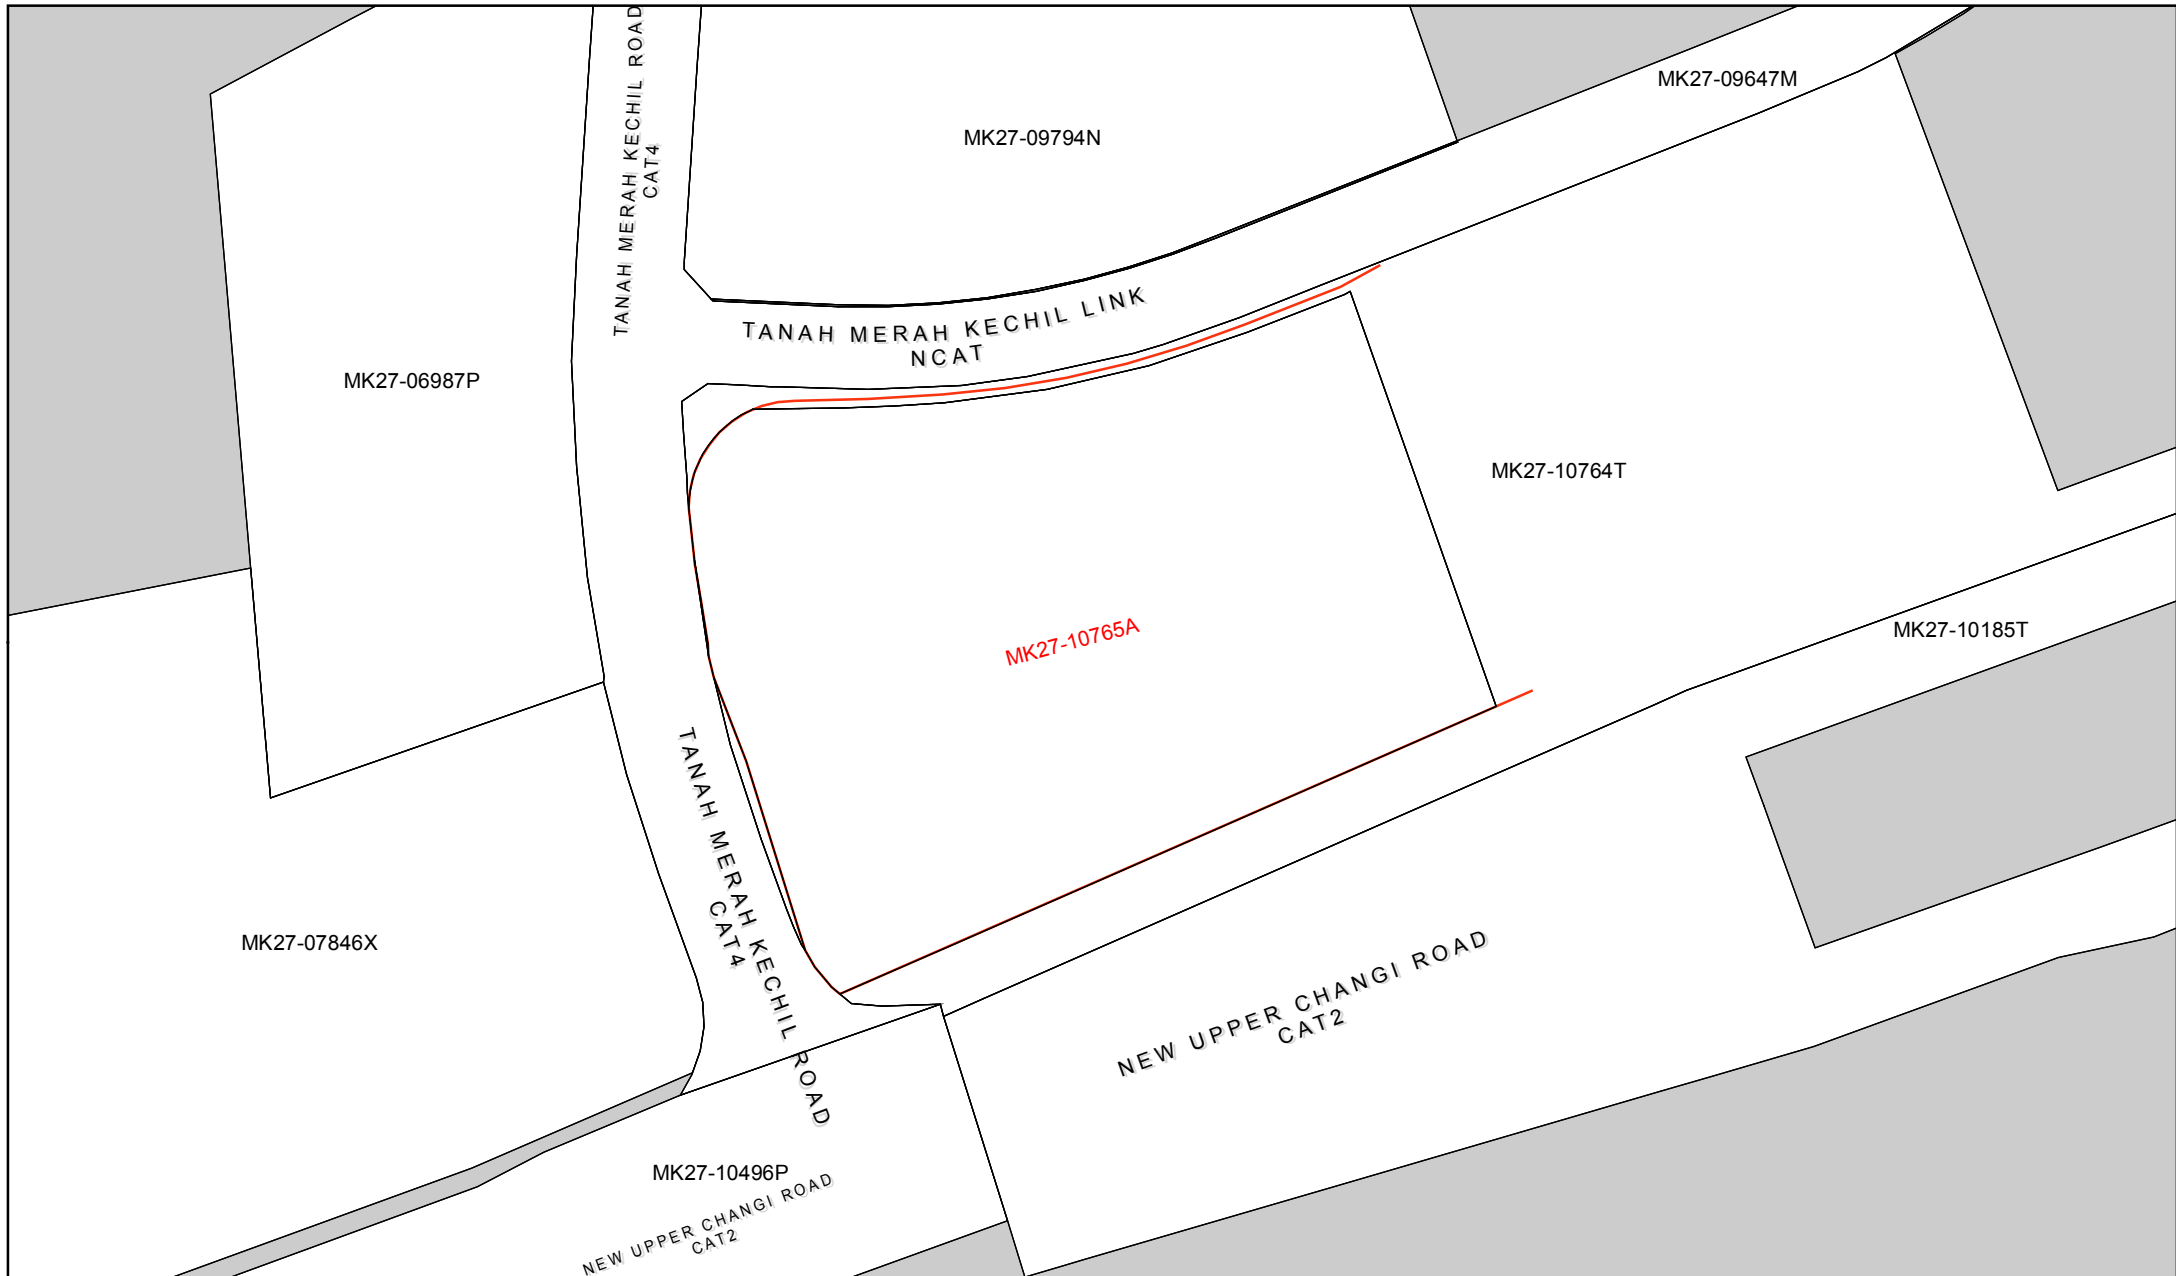 TANAH MERAH KECHIL ROAD
CAT4
MK27-09647M
MK27-09794N
TANAH MERAH KECHIL LINK
NCAT
MK27-06987P
MK27-10764T
MK27-10765A
MK27-10185T
TANAH MERAH KECHIL ROAD
CAT4
MK27-07846X
NEW UPPER CHANGI ROAD
CAT2
MK27-10496P
NEW UPPER CHANGI ROAD
CAT2